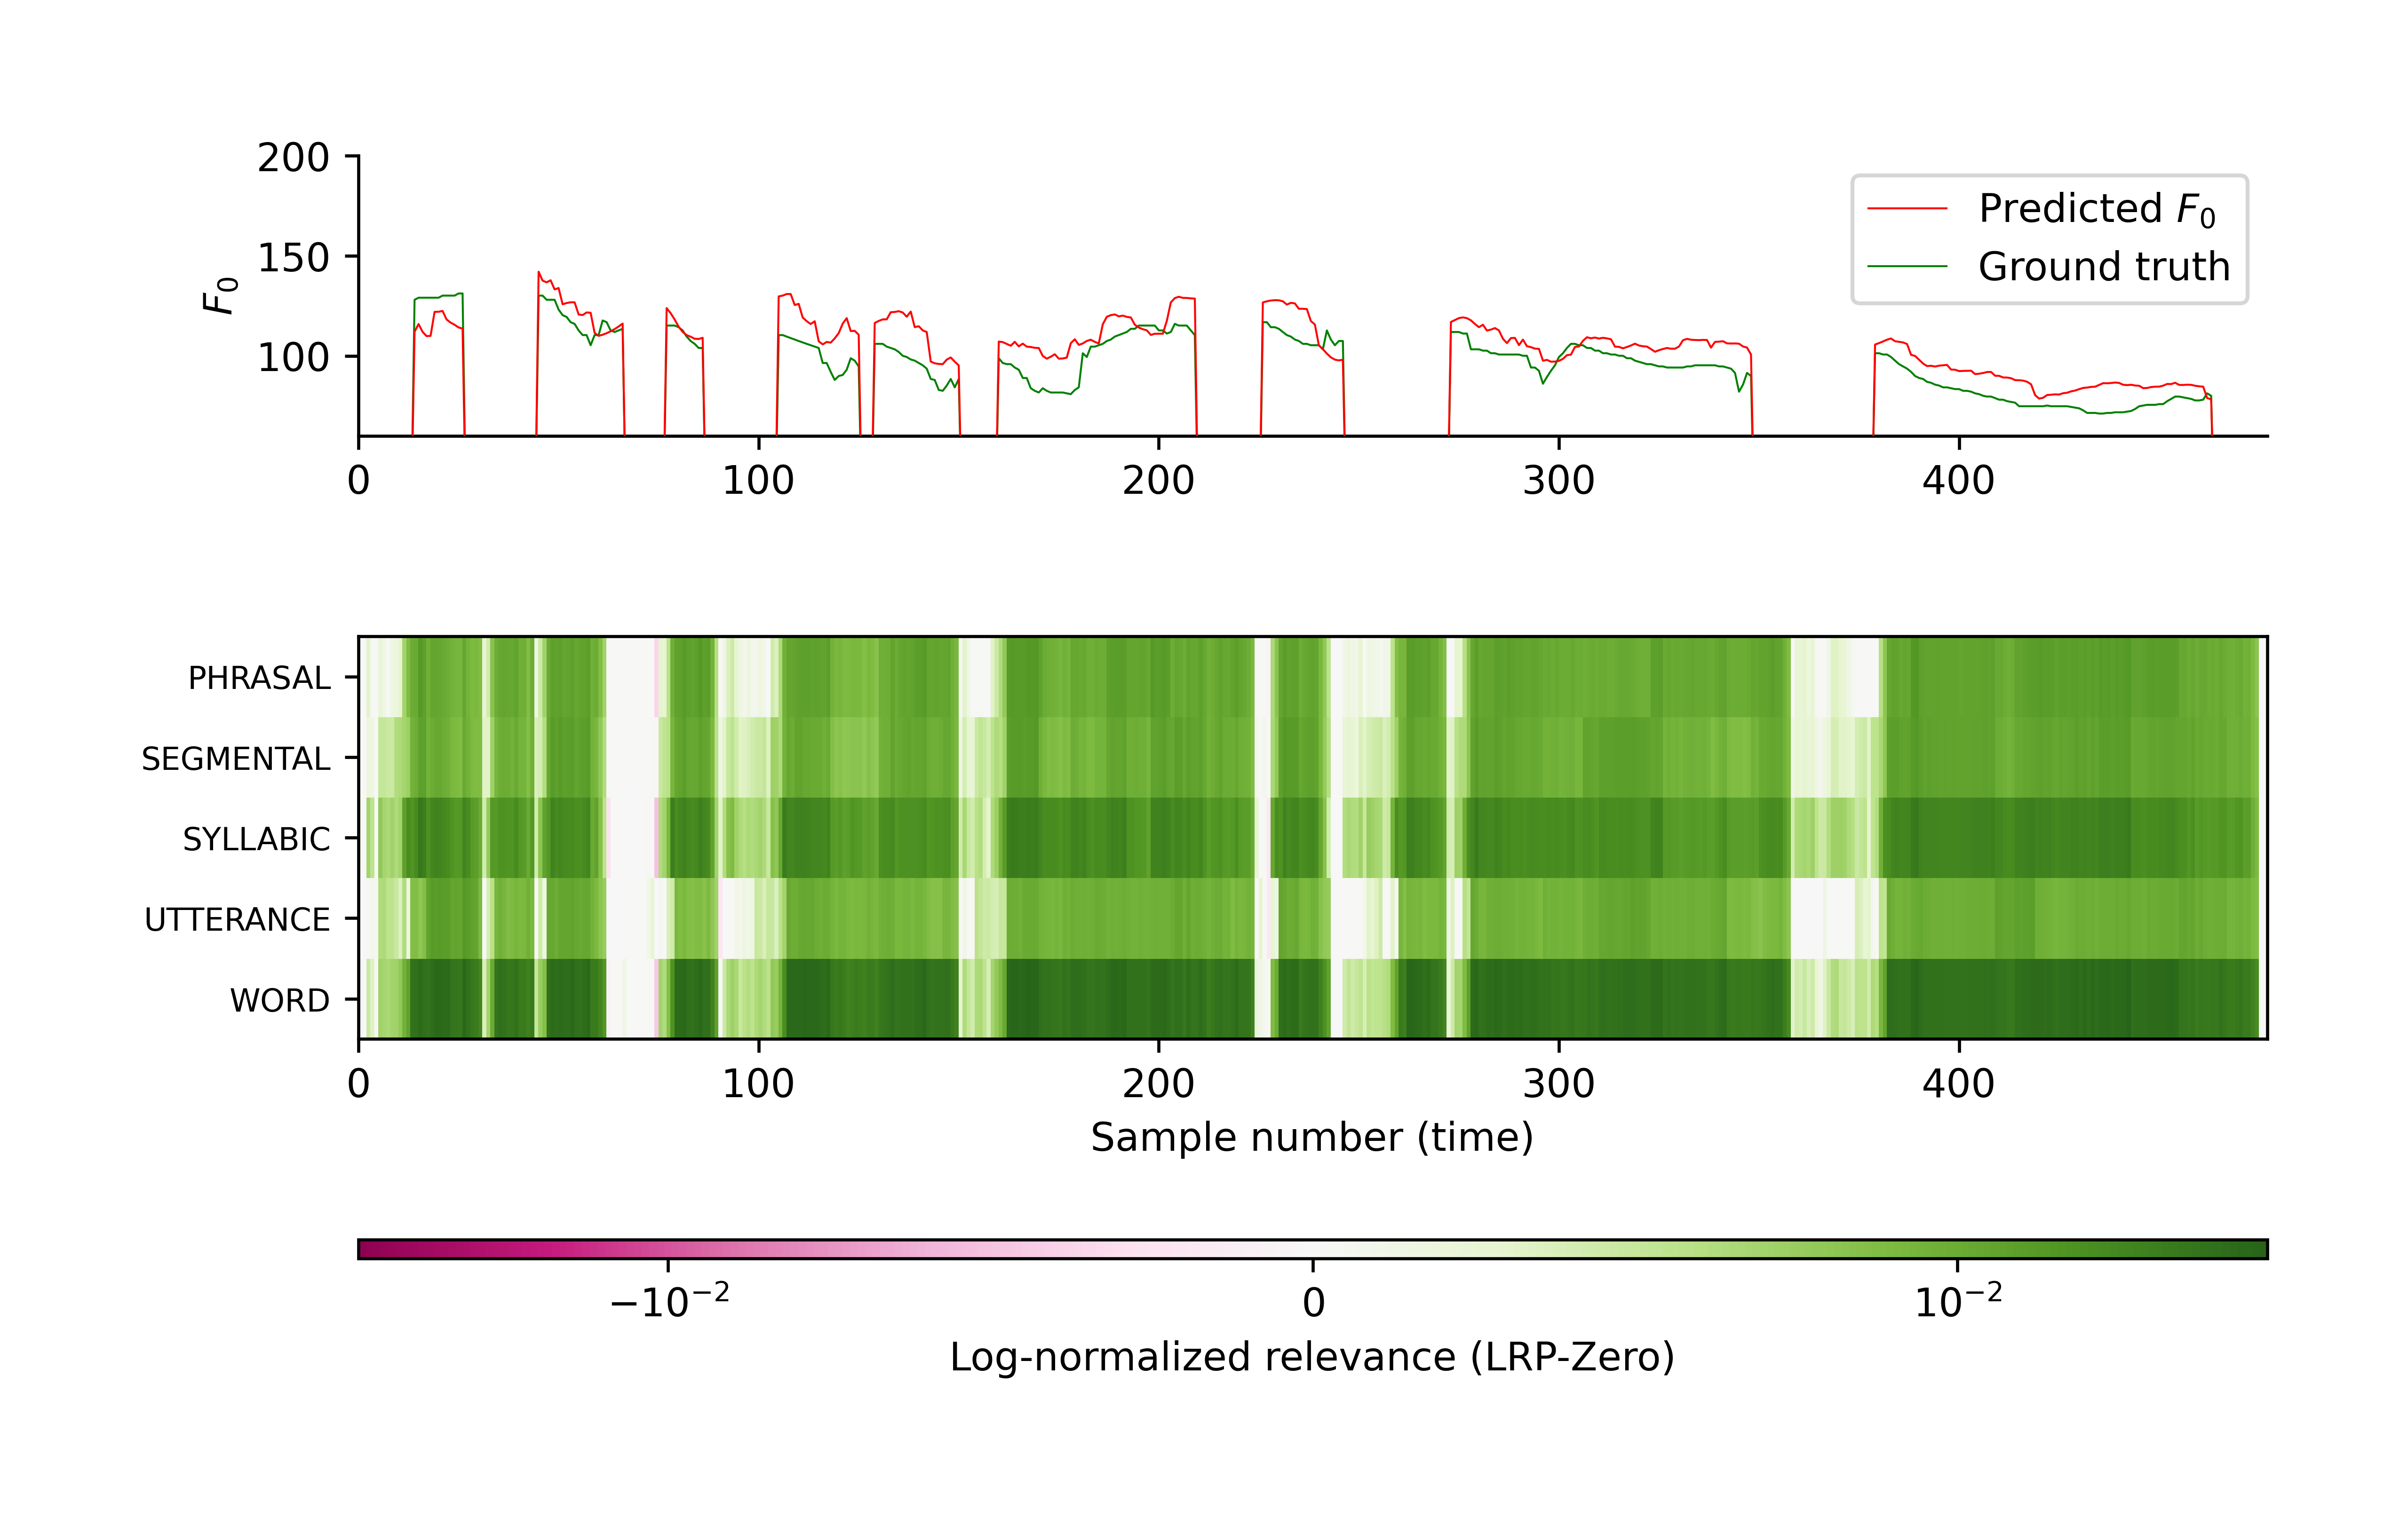 200
150
100
F₀
Predicted F₀
Ground truth
0 100 200 300 400
PHRASAL
SEGMENTAL
SYLLABIC
UTTERANCE
WORD
0 100 200 300 400
Sample number (time)
−10⁻² 0 10⁻²
Log-normalized relevance (LRP-Zero)